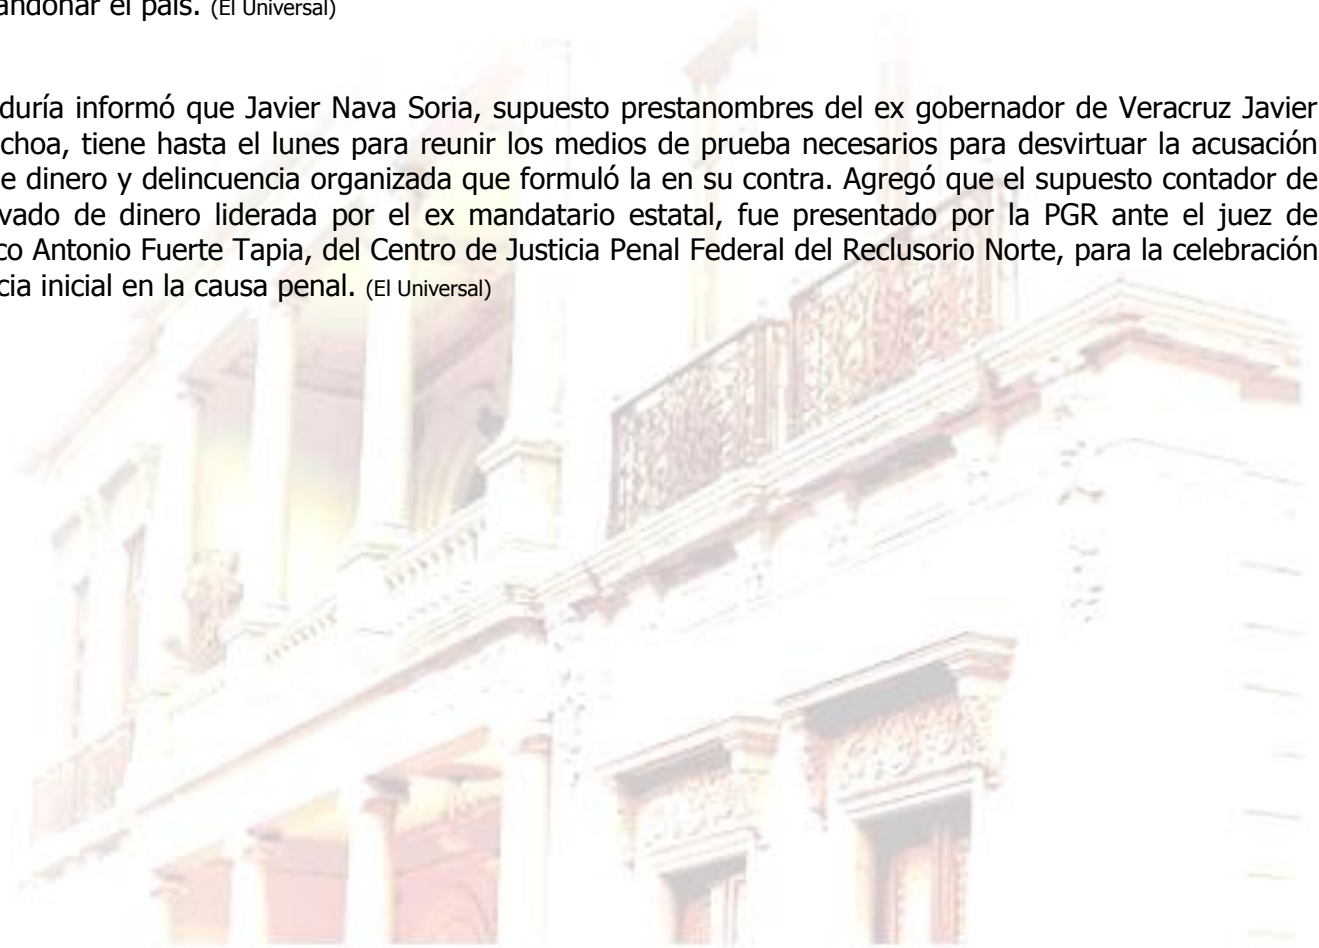 andonar el país. (El Universal)
duría informó que Javier Nava Soria, supuesto prestanombres del ex gobernador de Veracruz Javier
choa, tiene hasta el lunes para reunir los medios de prueba necesarios para desvirtuar la acusación
e dinero y delincuencia organizada que formuló la en su contra. Agregó que el supuesto contador de
vado de dinero liderada por el ex mandatario estatal, fue presentado por la PGR ante el juez de
co Antonio Fuerte Tapia, del Centro de Justicia Penal Federal del Reclusorio Norte, para la celebración
cia inicial en la causa penal. (El Universal)